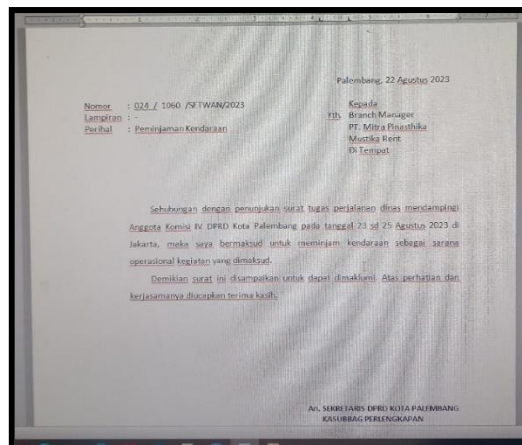 Palembang, 22 Agustus 2023
Nomor : 024 / 1060 /SETWAN/2023
Lampiran : -
Perihal : Peminjaman Kendaraan
Kepada
Yth. Branch Manager
PT. Mitra Pinasthika
Mustika Rent
Di Tempat
Sehubungan dengan penunjukan surat tugas perjalanan dinas mendampingi
Anggota Komisi IV DPRD Kota Palembang pada tanggal 23 sd 25 Agustus 2023 di
Jakarta, maka saya bermaksud untuk meminjam kendaraan sebagai sarana
operasional kegiatan yang dimaksud.
Demikian surat ini disampaikan untuk dapat dimaklumi. Atas perhatian dan
kerjasamanya diucapkan terima kasih.
An. SEKRETARIS DPRD KOTA PALEMBANG
KASUBBAG PERLENGKAPAN